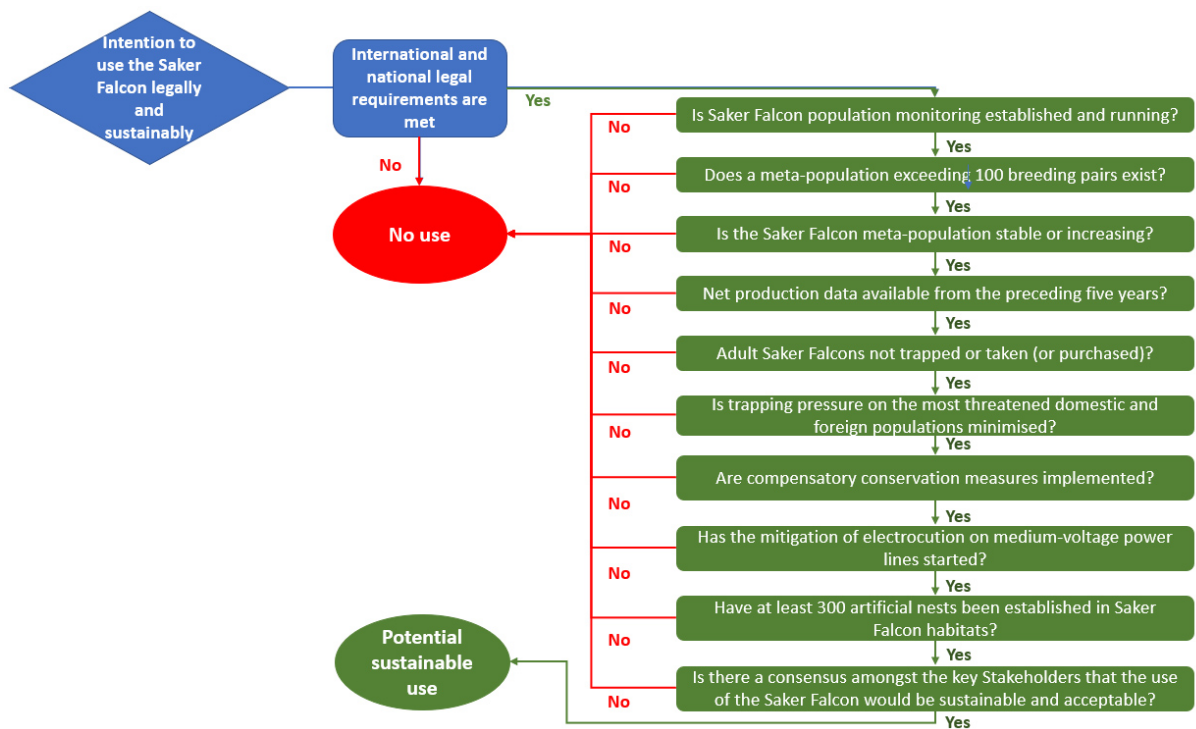 Intention to
use the Saker
Falcon legally
and
sustainably
International and
national legal
requirements are
met
Yes
No
No use
Is Saker Falcon population monitoring established and running?
No
Yes
Does a meta-population exceeding 100 breeding pairs exist?
No
Yes
Is the Saker Falcon meta-population stable or increasing?
No
Yes
Net production data available from the preceding five years?
No
Yes
Adult Saker Falcons not trapped or taken (or purchased)?
No
Yes
Is trapping pressure on the most threatened domestic and
foreign populations minimised?
No
Yes
Are compensatory conservation measures implemented?
No
Yes
Has the mitigation of electrocution on medium-voltage power
lines started?
No
Yes
Have at least 300 artificial nests been established in Saker
Falcon habitats?
No
Yes
Is there a consensus amongst the key Stakeholders that the use
of the Saker Falcon would be sustainable and acceptable?
No
Yes
Potential
sustainable
use